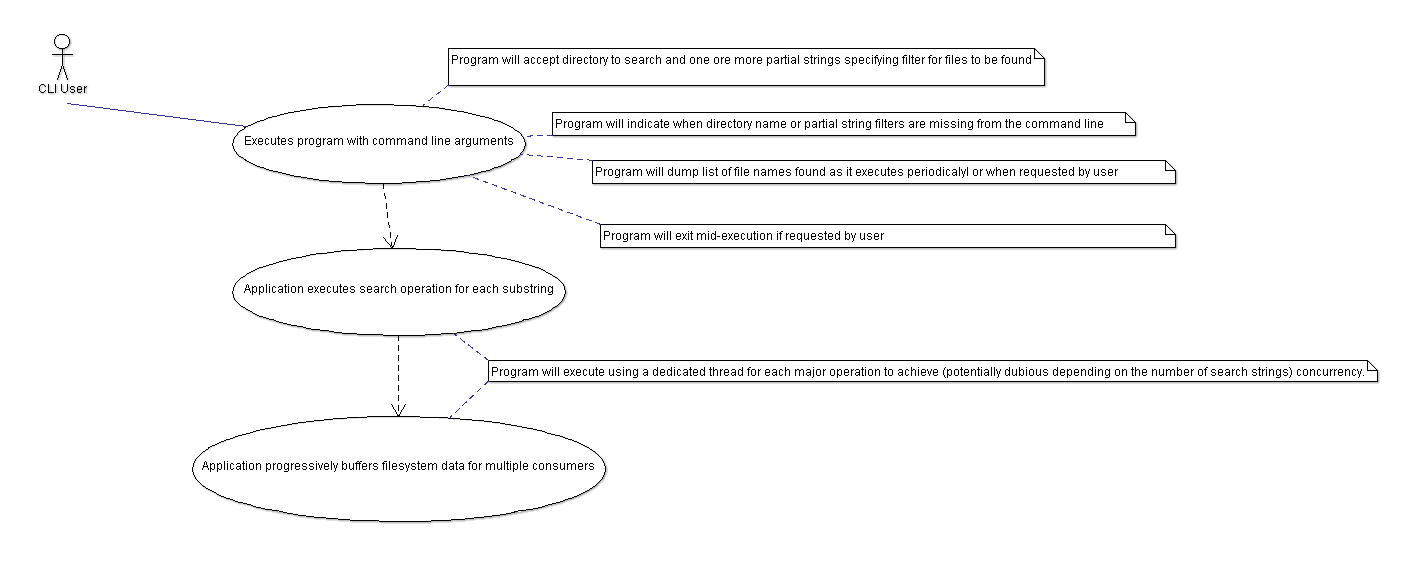 CLI User
Program will accept directory to search and one ore more partial strings specifying filter for files to be found
Executes program with command line arguments
Program will indicate when directory name or partial string filters are missing from the command line
Program will dump list of file names found as it executes periodicalyl or when requested by user
Program will exit mid-execution if requested by user
Application executes search operation for each substring
Program will execute using a dedicated thread for each major operation to achieve (potentially dubious depending on the number of search strings) concurrency.
Application progressively buffers filesystem data for multiple consumers